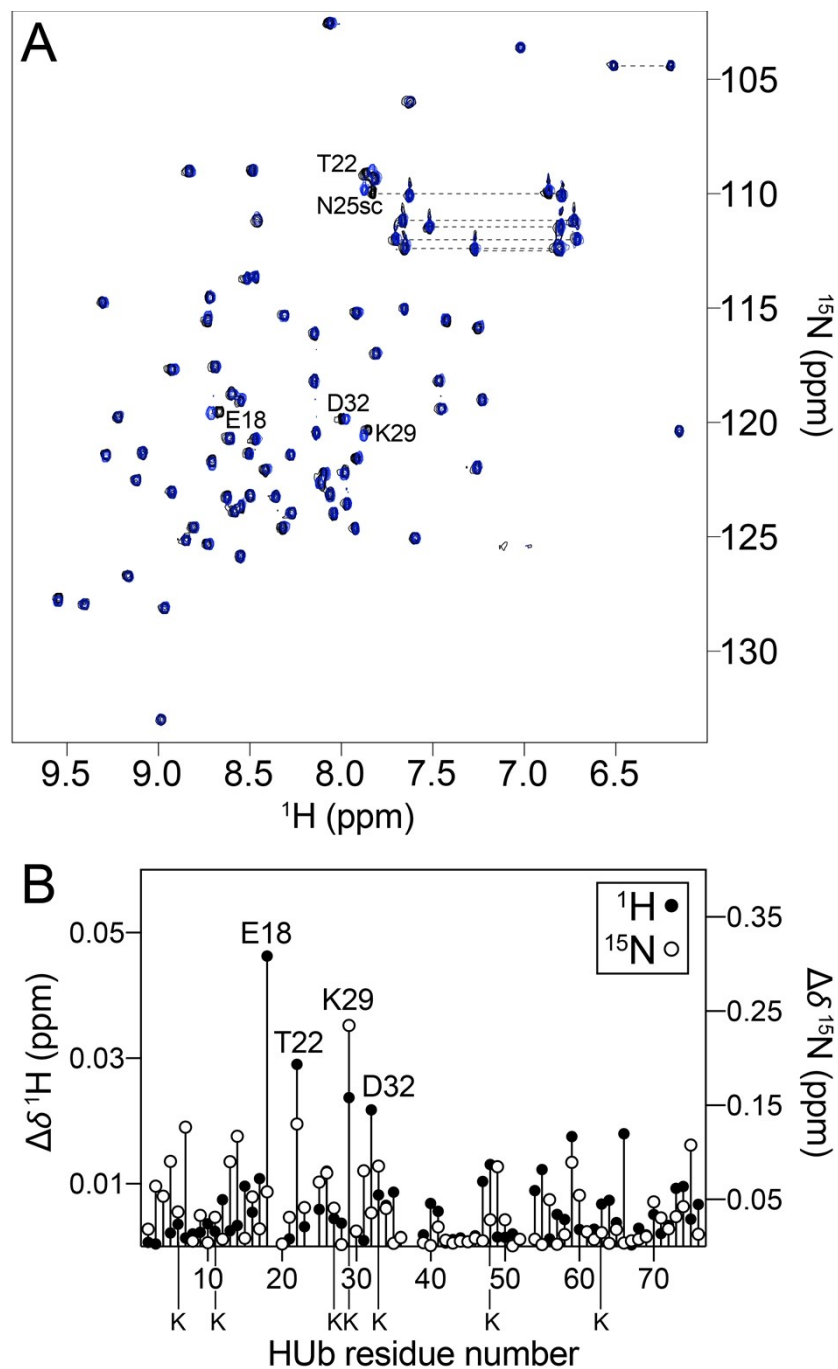 A
105
T22
110
N25sc
115
¹⁵N (ppm)
E18
D32
120
K29
125
130
9.5 9.0 8.5 8.0 7.5 7.0 6.5
¹H (ppm)
B
¹H ●
¹⁵N ○
0.05
0.03
0.01
Δδ ¹H (ppm)
E18
T22
K29
D32
0.35
0.25
0.15
0.05
Δδ ¹⁵N (ppm)
10 20 30 40 50 60 70
K K KK K K K
HUb residue number